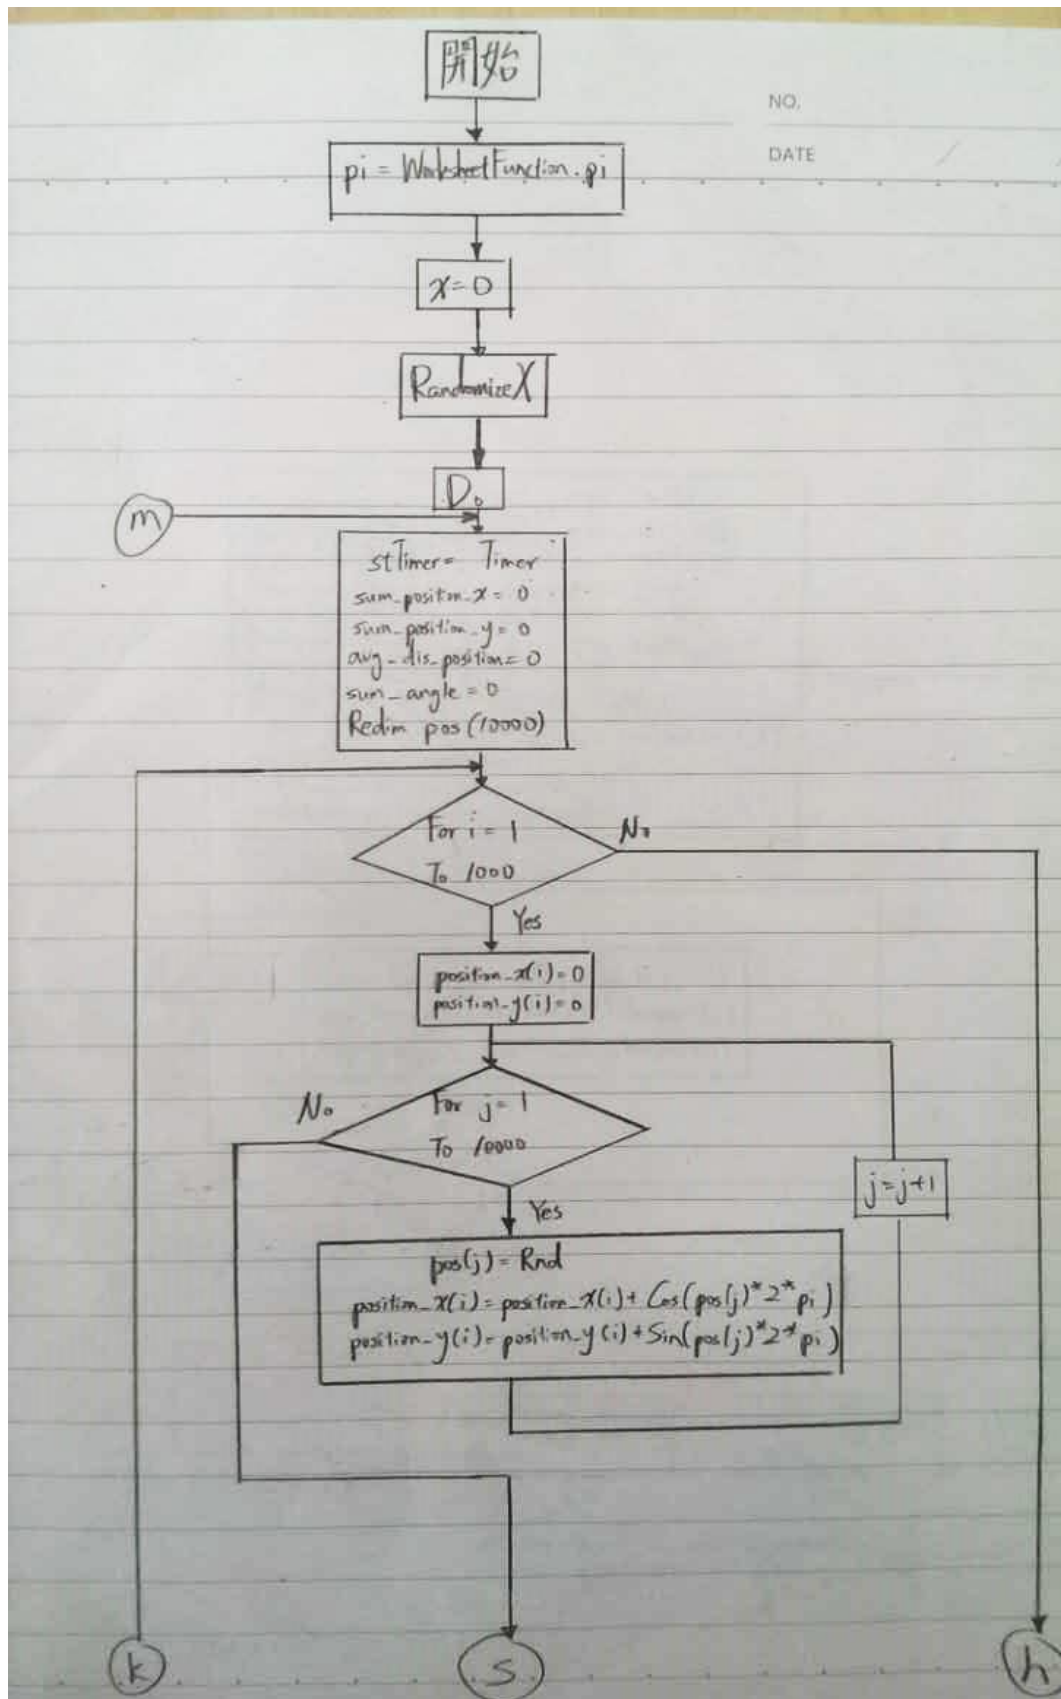 開始
NO.
DATE
pi = WorksheetFunction.pi
x=0
Randomize X
Do
m
stTimer = Timer
sum_positon_x = 0
sum_position_y = 0
avg_dis_position = 0
sum_angle = 0
Redim pos(10000)
For i = 1
To 1000
No
Yes
position_x(i)=0
position_y(i)=0
No
For j=1
To 10000
j=j+1
Yes
pos(j) = Rnd
position_x(i)=position_x(i)+Cos(pos(j)*2*pi)
position_y(i)=position_y(i)+Sin(pos(j)*2*pi)
k
s
h